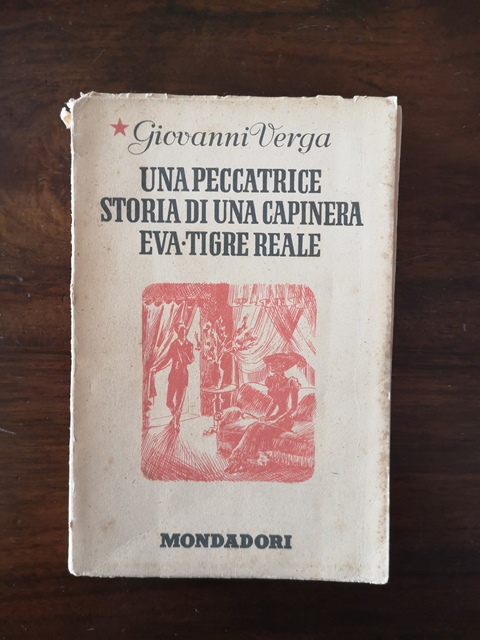 Giovanni Verga
UNA PECCATRICE
STORIA DI UNA CAPINERA
EVA·TIGRE REALE
MONDADORI